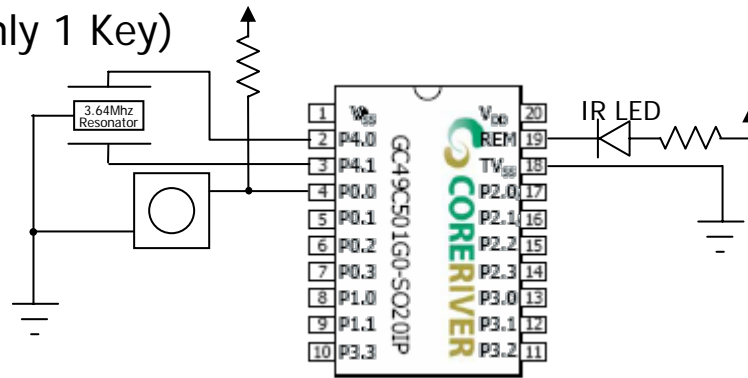 nly 1 Key)
3.64Mhz
Resonator
IR LED
1 VSS
2 P4.0
3 P4.1
4 P0.0
5 P0.1
6 P0.2
7 P0.3
8 P1.0
9 P1.1
10 P3.3
GC49C501G0-SO20IP
CORERIVER
VDD 20
REM 19
TVSS 18
P2.0 17
P2.1 16
P2.2 15
P2.3 14
P3.0 13
P3.1 12
P3.2 11